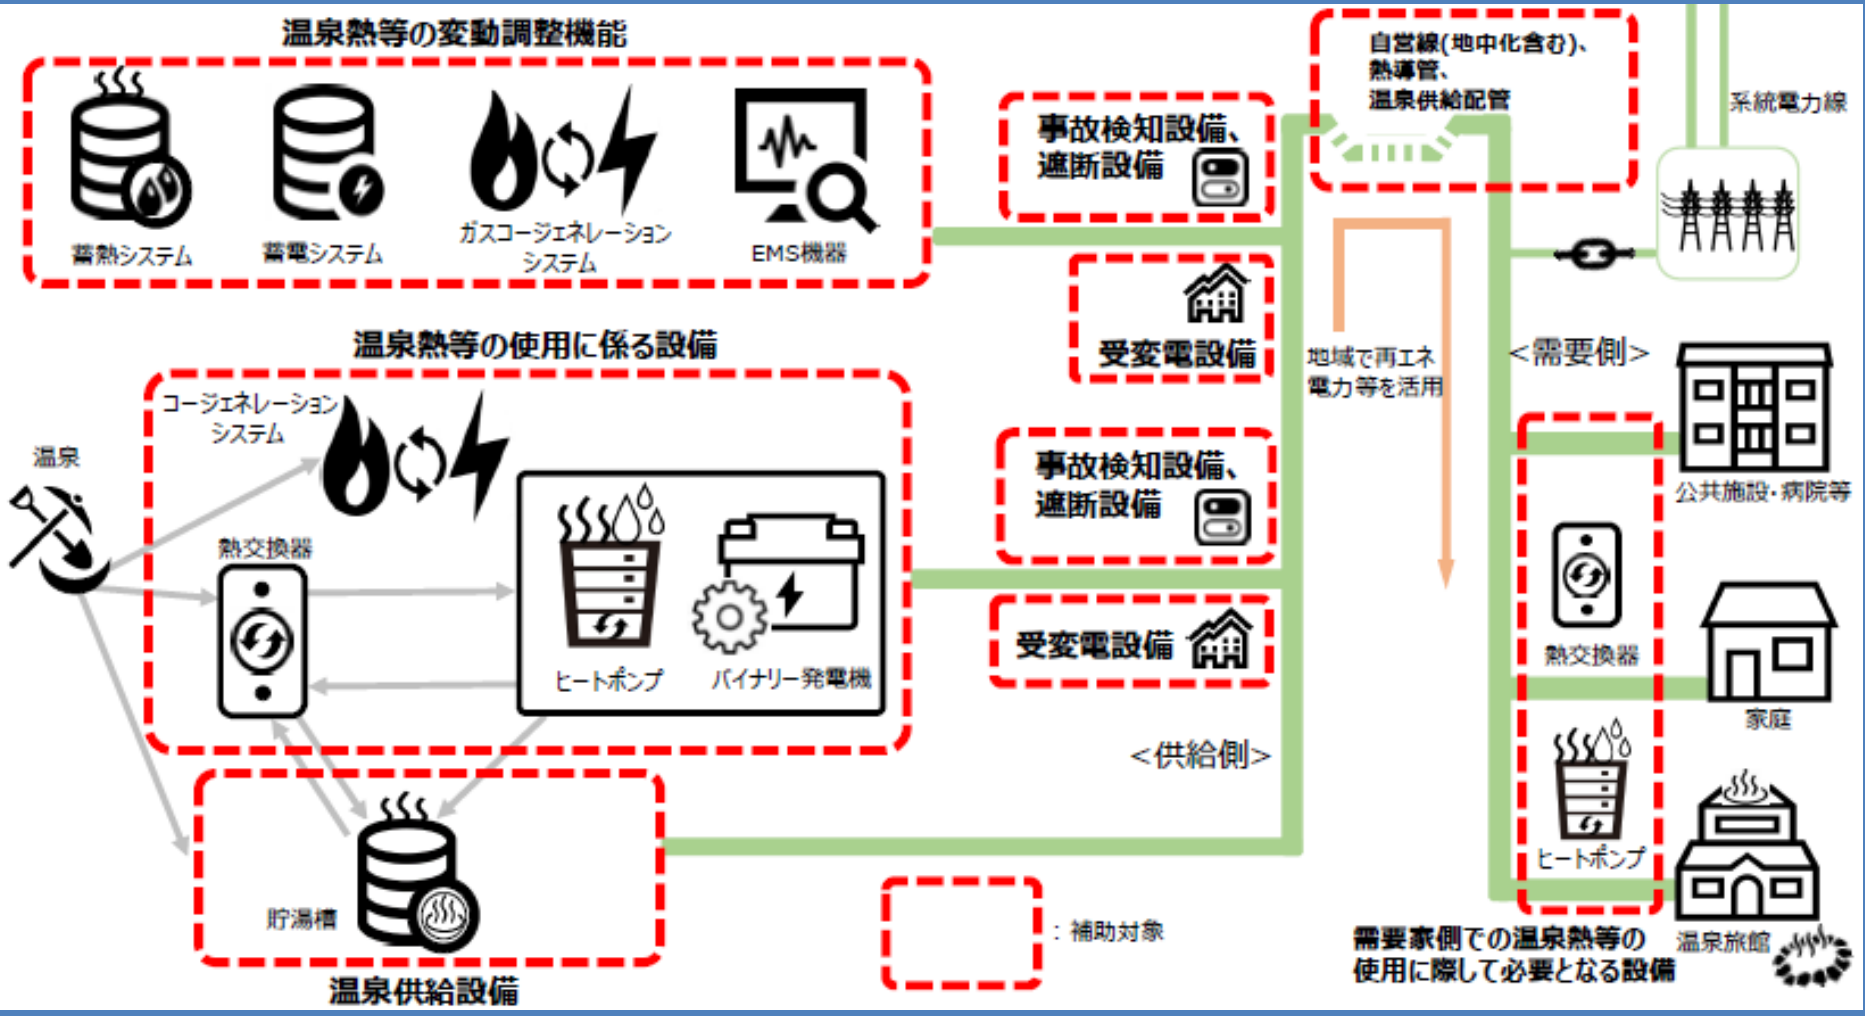 温泉熱等の変動調整機能
蓄熱システム
蓄電システム
ガスコージェネレーション
システム
EMS機器
事故検知設備、
遮断設備
受変電設備
自営線(地中化含む)、
熱導管、
温泉供給配管
系統電力線
地域で再エネ
電力等を活用
<需要側>
公共施設・病院等
熱交換器
家庭
ヒートポンプ
温泉旅館
需要家側での温泉熱等の
使用に際して必要となる設備
温泉熱等の使用に係る設備
コージェネレーション
システム
温泉
熱交換器
ヒートポンプ
バイナリー発電機
事故検知設備、
遮断設備
受変電設備
<供給側>
貯湯槽
温泉供給設備
：補助対象